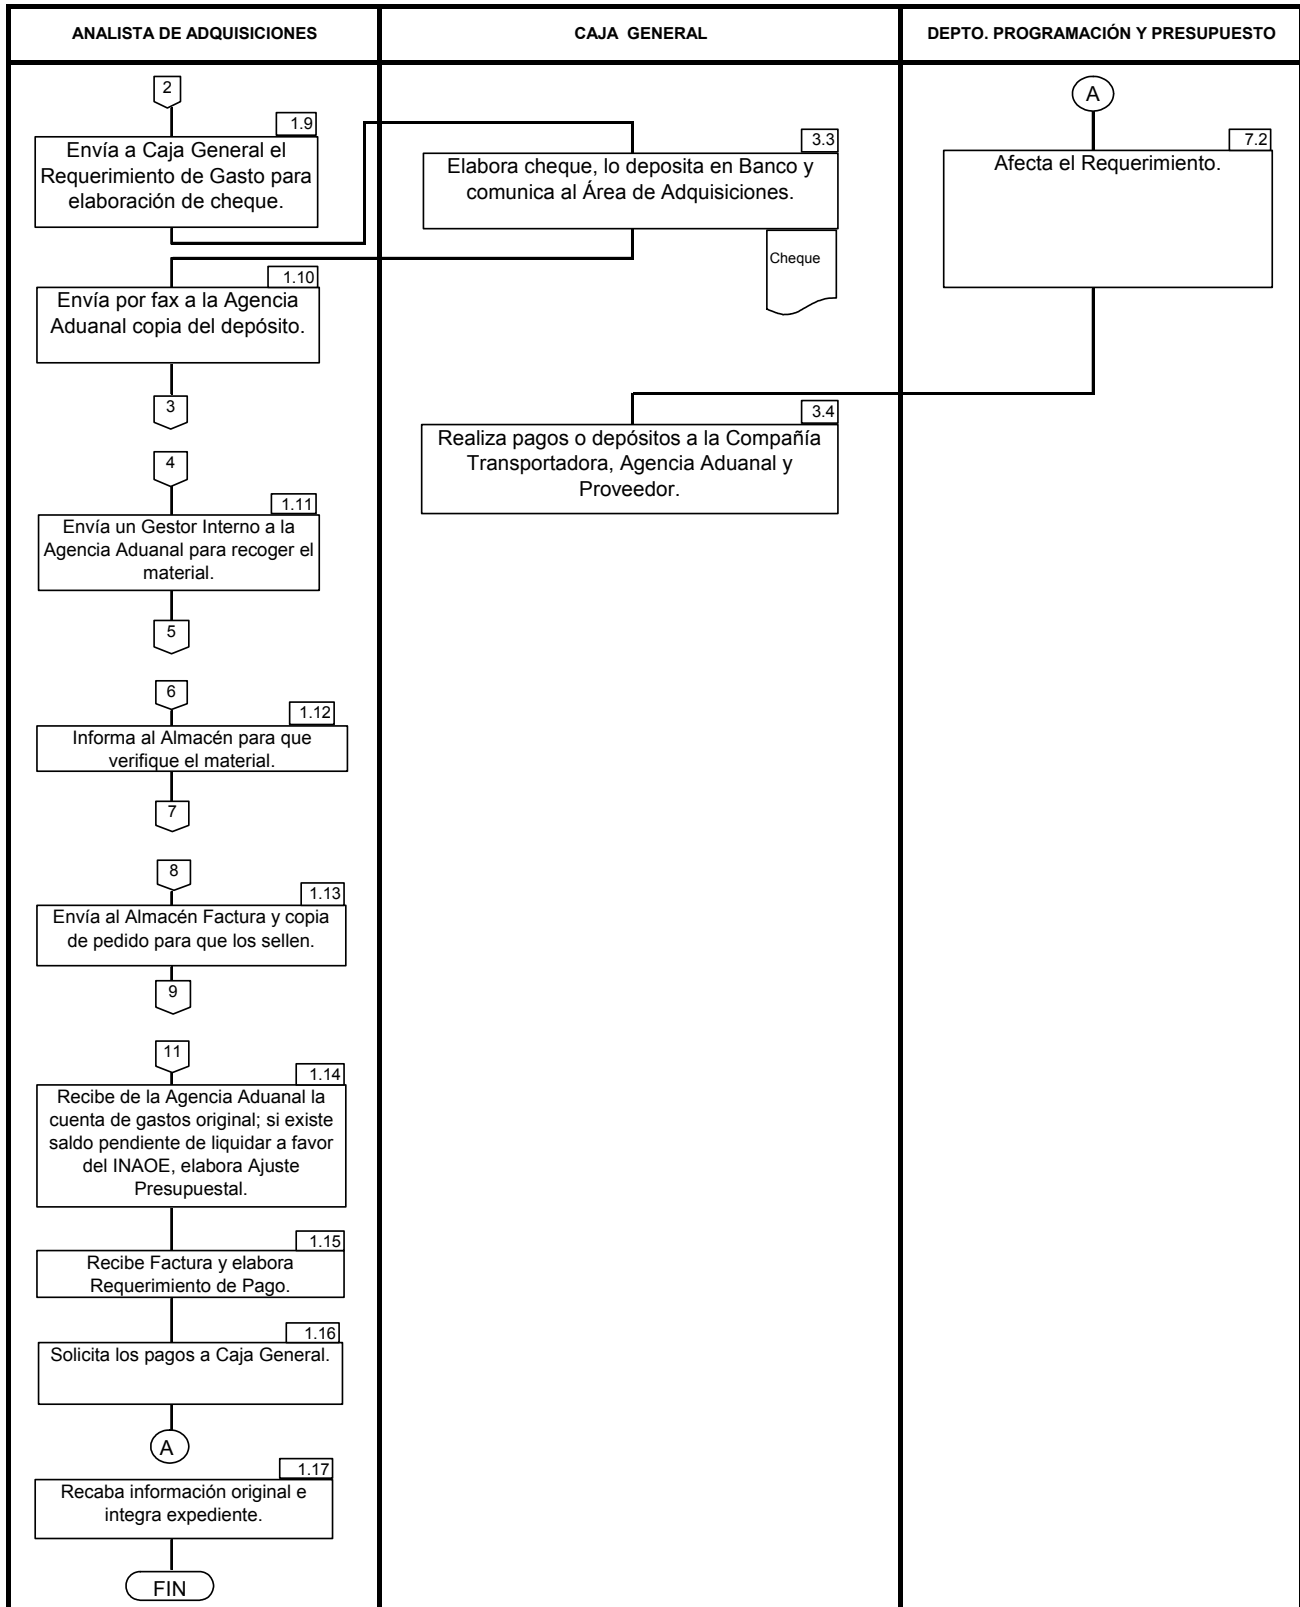 ANALISTA DE ADQUISICIONES
CAJA GENERAL
DEPTO. PROGRAMACIÓN Y PRESUPUESTO
2
1.9
Envía a Caja General el
Requerimiento de Gasto para
elaboración de cheque.
1.10
Envía por fax a la Agencia
Aduanal copia del depósito.
3
4
1.11
Envía un Gestor Interno a la
Agencia Aduanal para recoger el
material.
5
6
1.12
Informa al Almacén para que
verifique el material.
7
8
1.13
Envía al Almacén Factura y copia
de pedido para que los sellen.
9
11
1.14
Recibe de la Agencia Aduanal la
cuenta de gastos original; si existe
saldo pendiente de liquidar a favor
del INAOE, elabora Ajuste
Presupuestal.
1.15
Recibe Factura y elabora
Requerimiento de Pago.
1.16
Solicita los pagos a Caja General.
A
1.17
Recaba información original e
integra expediente.
FIN
3.3
Elabora cheque, lo deposita en Banco y
comunica al Área de Adquisiciones.
Cheque
3.4
Realiza pagos o depósitos a la Compañía
Transportadora, Agencia Aduanal y
Proveedor.
A
7.2
Afecta el Requerimiento.